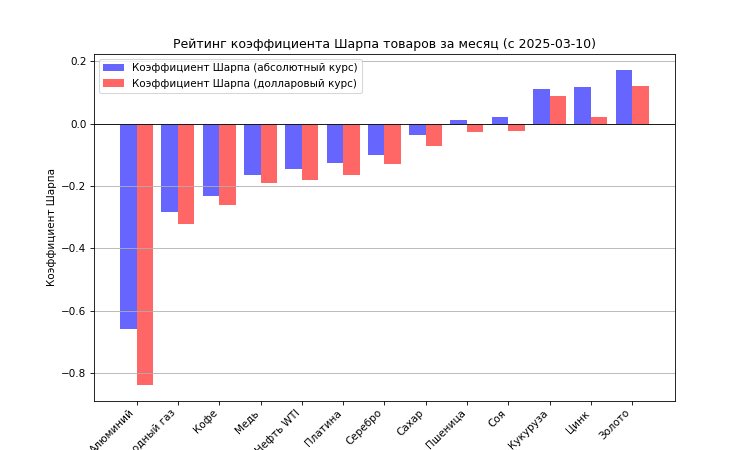 Рейтинг коэффициента Шарпа товаров за месяц (с 2025-03-10)
Коэффициент Шарпа (абсолютный курс)
Коэффициент Шарпа (долларовый курс)
Коэффициент Шарпа
0.2
0.0
−0.2
−0.4
−0.6
−0.8
Алюминий
одный газ
Кофе
Медь
Нефть WTI
Платина
Серебро
Сахар
Пшеница
Соя
Кукуруза
Цинк
Золото